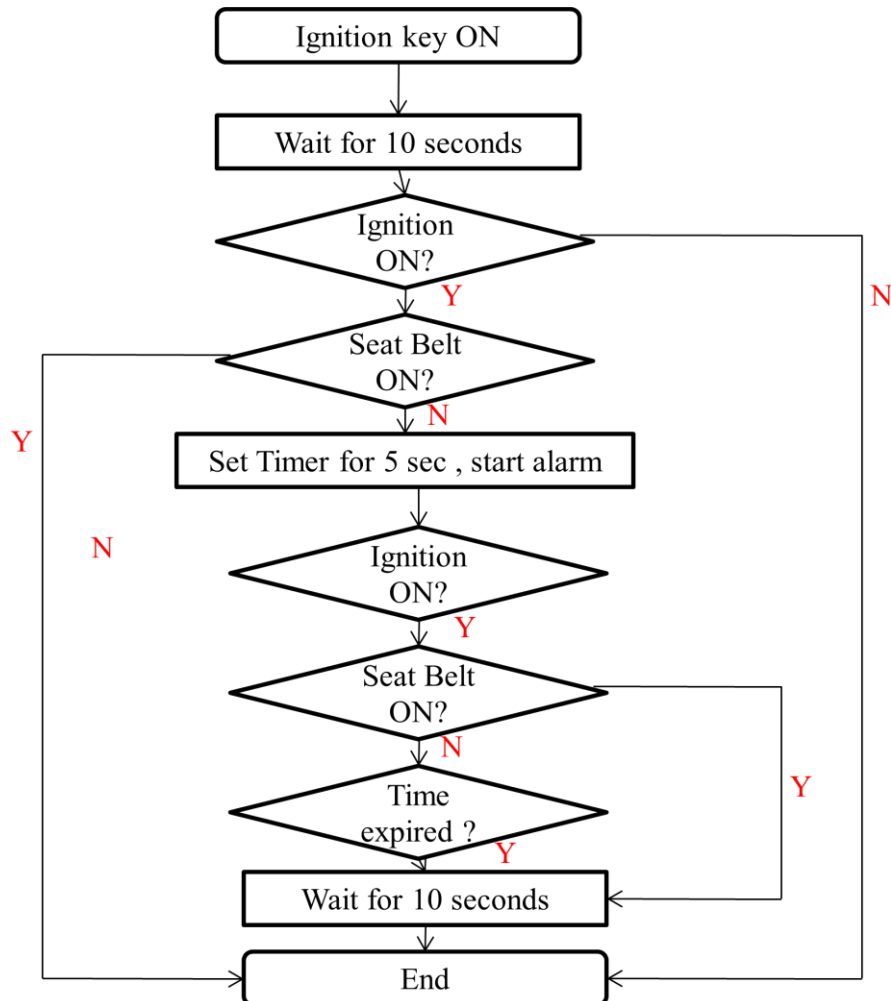 Ignition key ON
Wait for 10 seconds
Ignition
ON?
Y
N
Seat Belt
ON?
N
Y
Set Timer for 5 sec , start alarm
N
Ignition
ON?
Y
Seat Belt
ON?
N
Y
Time
expired ?
Y
Wait for 10 seconds
End